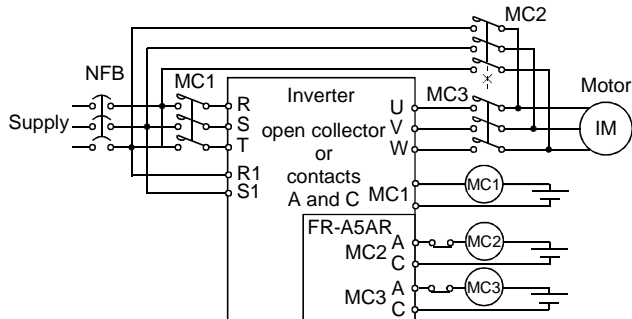 MC2
NFB
MC1
Inverter
MC3
Motor
R
S
T
U
V
W
IM
Supply
open collector
or
contacts
A and C
R1
S1
MC1
MC1
FR-A5AR
MC2
A
C
MC2
MC3
A
C
MC3